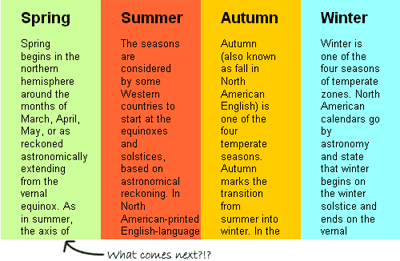 Spring
Spring
begins in the
northern
hemisphere
around the
months of
March, April,
May, or as
reckoned
astronomically
extending
from the
vernal
equinox. As
in summer,
the axis of
Summer
The seasons
are
considered
by some
Western
countries to
start at the
equinoxes
and
solstices,
based on
astronomical
reckoning. In
North
American-printed
English-language
Autumn
Autumn
(also known
as fall in
North
American
English) is
one of the
four
temperate
seasons.
Autumn
marks the
transition
from
summer into
winter. In the
Winter
Winter is
one of the
four seasons
of temperate
zones. North
American
calendars go
by
astronomy
and state
that winter
begins on
the winter
solstice and
ends on the
vernal
What comes next?!?